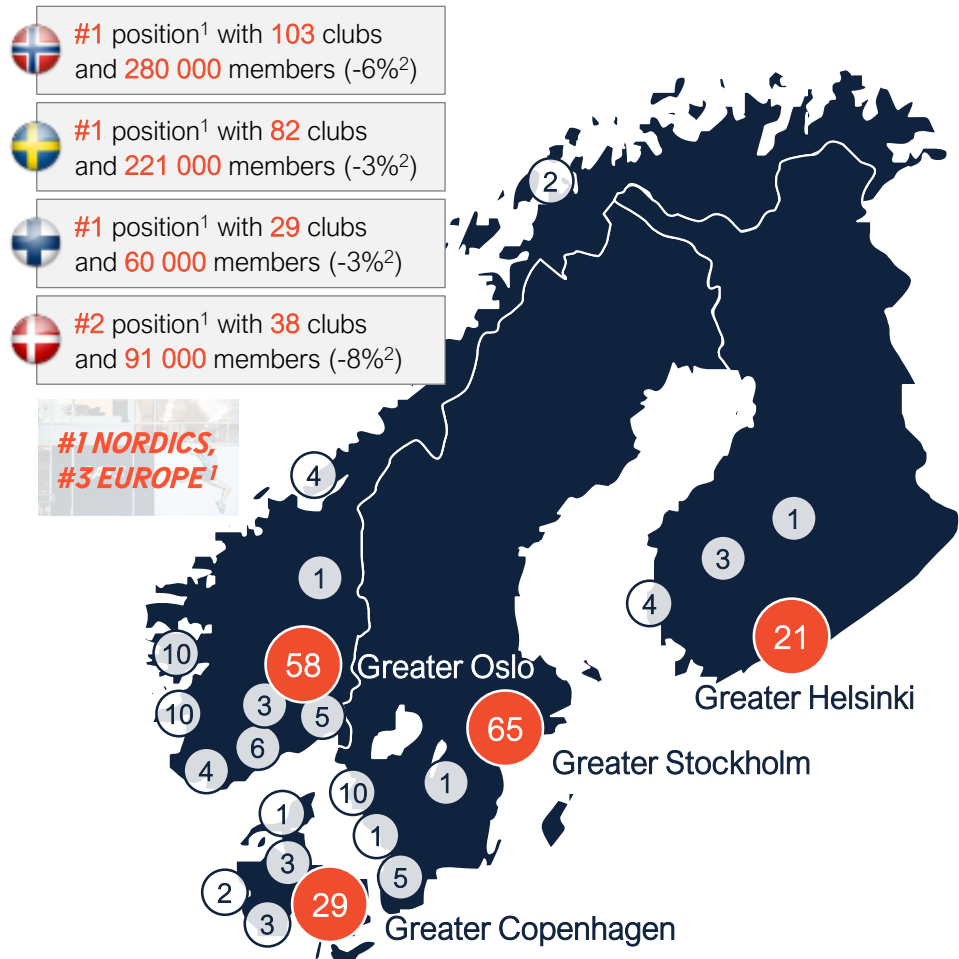 #1 position¹ with 103 clubs
and 280 000 members (-6%²)
#1 position¹ with 82 clubs
and 221 000 members (-3%²)
#1 position¹ with 29 clubs
and 60 000 members (-3%²)
#2 position¹ with 38 clubs
and 91 000 members (-8%²)
#1 NORDICS,
#3 EUROPE¹
2
4
1
1
3
4
10
58
Greater Oslo
21
Greater Helsinki
10
3
5
65
Greater Stockholm
6
4
1
10
1
1
3
5
2
29
3
Greater Copenhagen